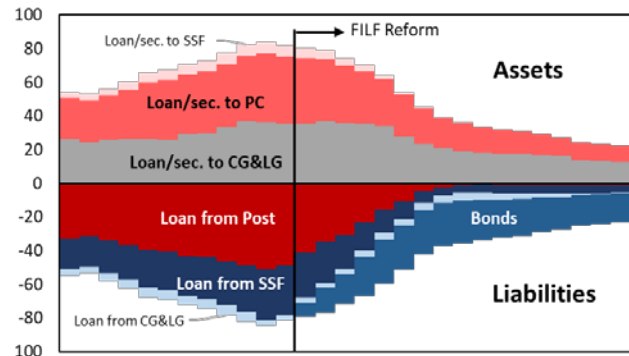 100
80
60
40
20
0
-20
-40
-60
-80
100
FILF Reform
Loan/sec. to SSF
Assets
Loan/sec. to PC
Loan/sec. to CG&LG
Loan from Post
Bonds
Loan from SSF
Liabilities
Loan from CG&LG